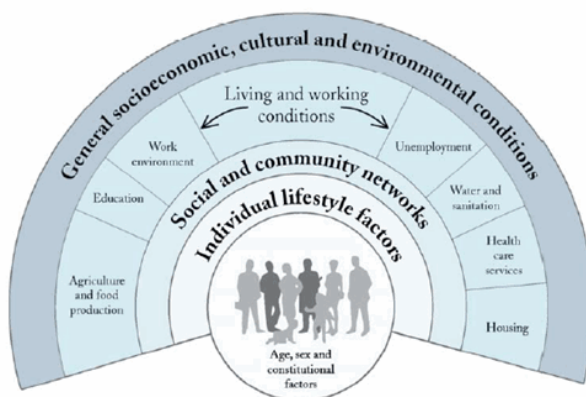 General socioeconomic, cultural and environmental conditions
Living and working
conditions
Work
environment
Unemployment
Education
Water and
sanitation
Social and community networks
Individual lifestyle factors
Agriculture
and food
production
Health
care
services
Housing
Age, sex and
constitutional
factors